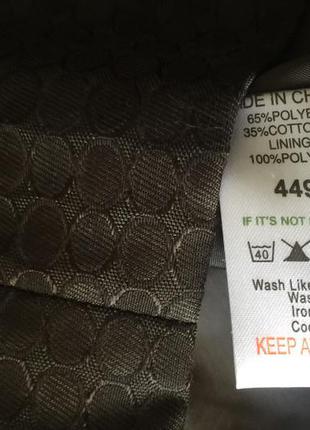 DE IN CH
65%POLYE
35%COTTO
LINING
100%POLY
449
IF IT'S NOT
40
Wash Like
Was
Iron
Coo
KEEP A